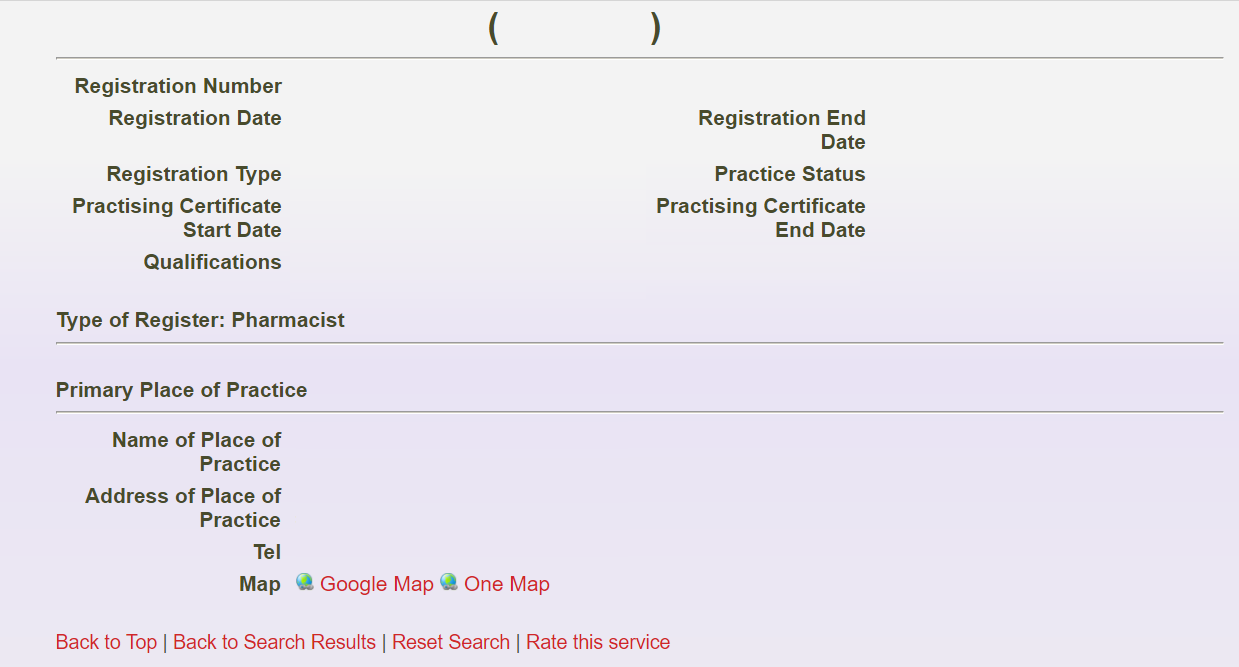 ( )
Registration Number
Registration Date
Registration End
Date
Registration Type
Practice Status
Practising Certificate
Start Date
Practising Certificate
End Date
Qualifications
Type of Register: Pharmacist
Primary Place of Practice
Name of Place of
Practice
Address of Place of
Practice
Tel
Map Google Map One Map
Back to Top | Back to Search Results | Reset Search | Rate this service